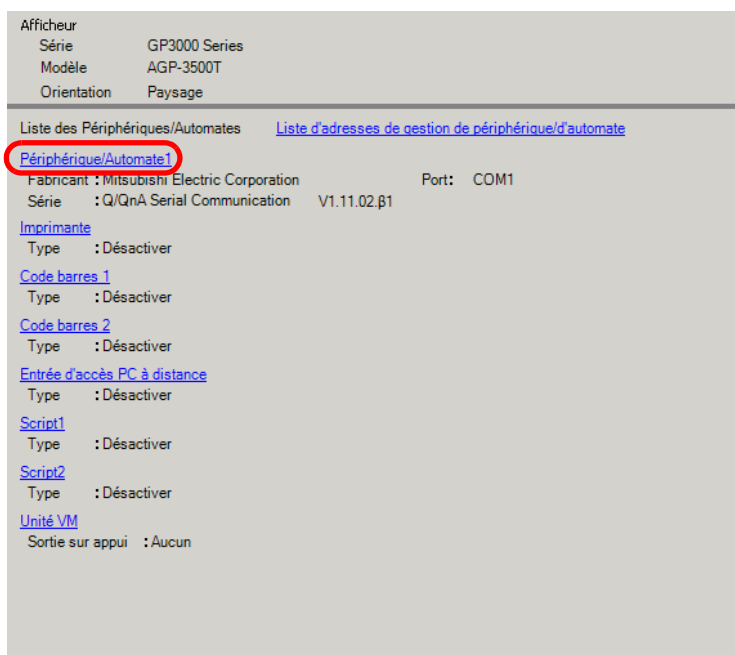 Afficheur
Série GP3000 Series
Modèle AGP-3500T
Orientation Paysage
Liste des Périphériques/Automates Liste d'adresses de gestion de périphérique/d'automate
Périphérique/Automate1
Fabricant : Mitsubishi Electric Corporation Port: COM1
Série : Q/QnA Serial Communication V1.11.02.β1
Imprimante
Type : Désactiver
Code barres 1
Type : Désactiver
Code barres 2
Type : Désactiver
Entrée d'accès PC à distance
Type : Désactiver
Script1
Type : Désactiver
Script2
Type : Désactiver
Unité VM
Sortie sur appui : Aucun